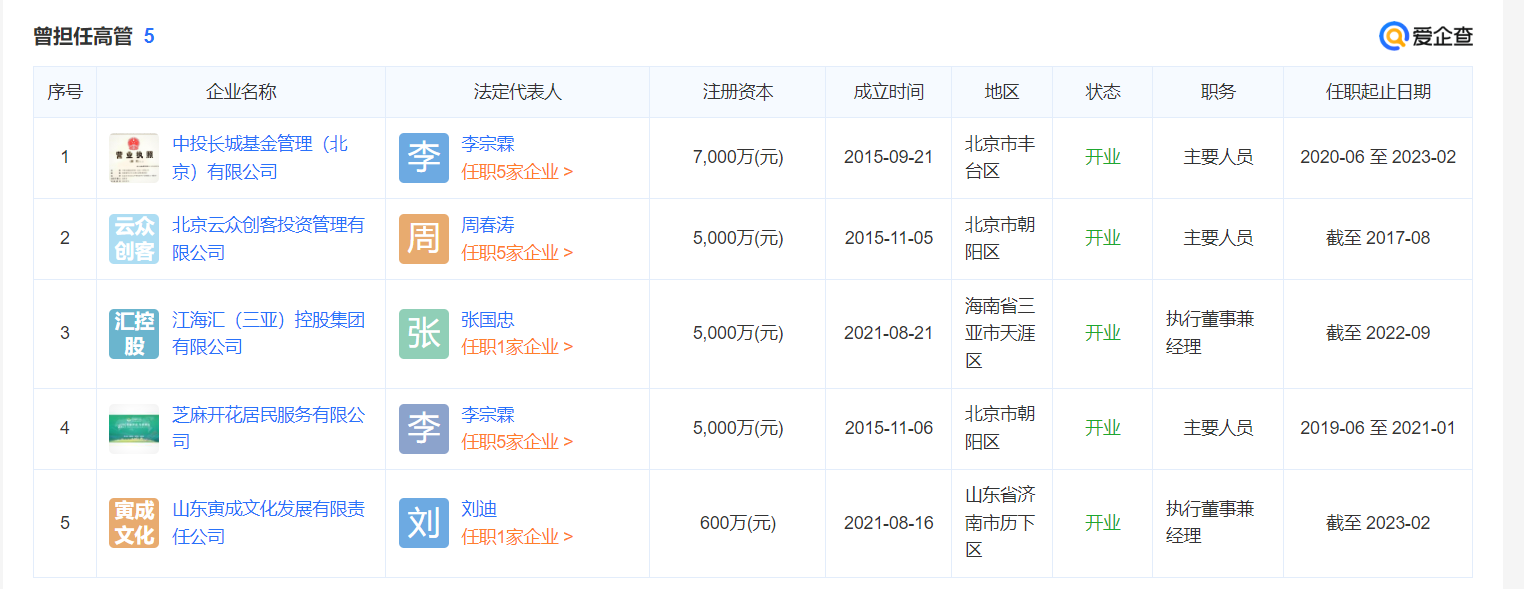 曾担任高管 5
爱企查
序号 企业名称 法定代表人 注册资本 成立时间 地区 状态 职务 任职起止日期
1 营业执照 中投长城基金管理（北 李宗霖 7,000万(元) 2015-09-21 北京市丰 开业 主要人员 2020-06 至 2023-02
京）有限公司 任职5家企业 > 台区
2 云众 北京云众创客投资管理有 周 周春涛 5,000万(元) 2015-11-05 北京市朝 开业 主要人员 截至 2017-08
创客 限公司 任职5家企业 > 阳区
3 汇控 江海汇（三亚）控股集团 张 张国忠 5,000万(元) 2021-08-21 海南省三 开业 执行董事兼 截至 2022-09
股 有限公司 任职1家企业 > 亚市天涯 经理
区
4 芝麻开花居民服务有限公 李 李宗霖 5,000万(元) 2015-11-06 北京市朝 开业 主要人员 2019-06 至 2021-01
司 任职5家企业 > 阳区
5 寅成 山东寅成文化发展有限责 刘 刘迪 600万(元) 2021-08-16 山东省济 开业 执行董事兼 截至 2023-02
文化 任公司 任职1家企业 > 南市历下 经理
区